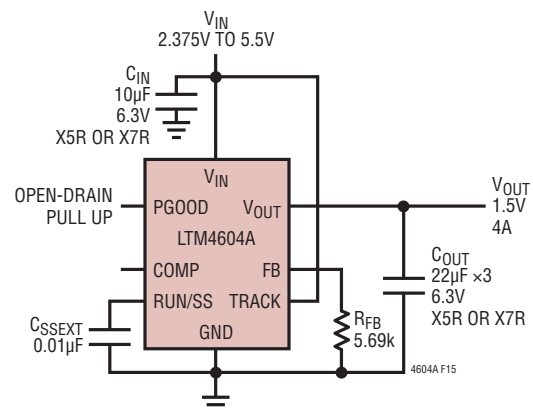 VIN
2.375V TO 5.5V
CIN
10µF
6.3V
X5R OR X7R
VIN
OPEN-DRAIN
PULL UP
PGOOD
VOUT
LTM4604A
COMP
FB
RUN/SS
TRACK
GND
CSSEXT
0.01µF
RFB
5.69k
VOUT
1.5V
4A
COUT
22µF ×3
6.3V
X5R OR X7R
4604A F15